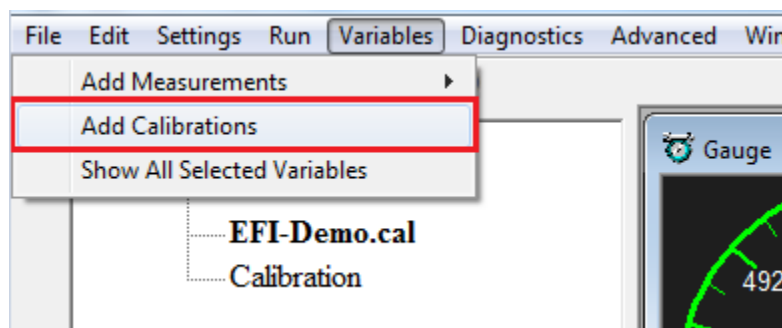 File Edit Settings Run Variables Diagnostics Advanced
Add Measurements
Add Calibrations
Show All Selected Variables
Gauge
EFI-Demo.cal
Calibration
492